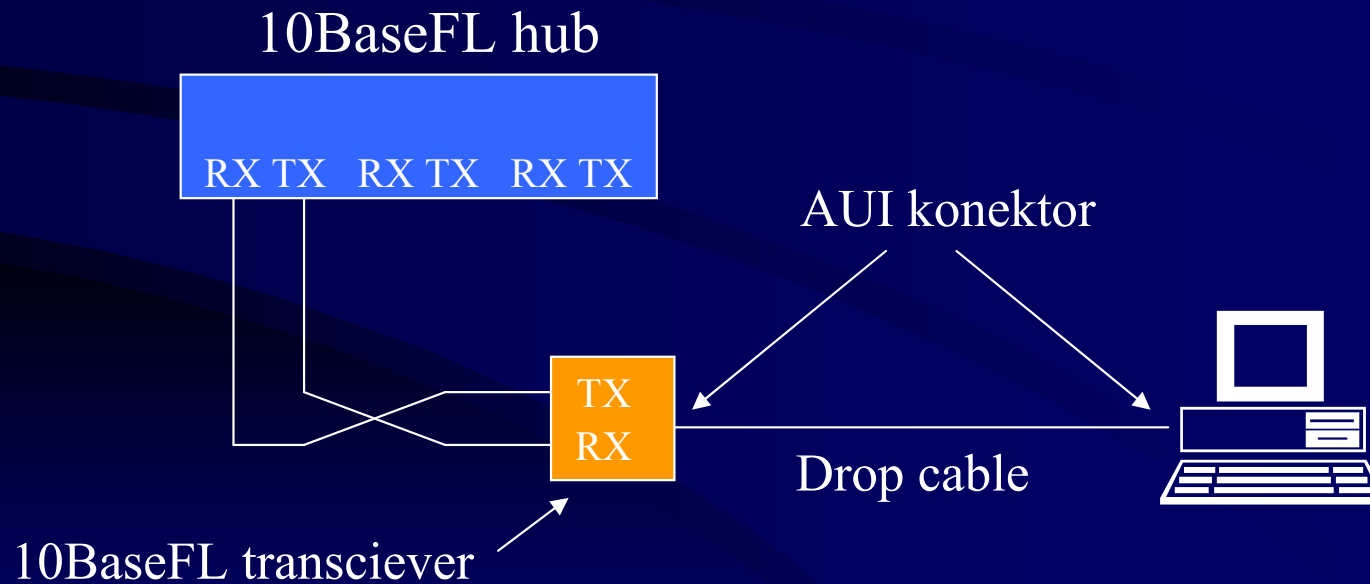 10BaseFL hub
RX TX RX TX RX TX
AUI konektor
TX
RX
Drop cable
10BaseFL transciever